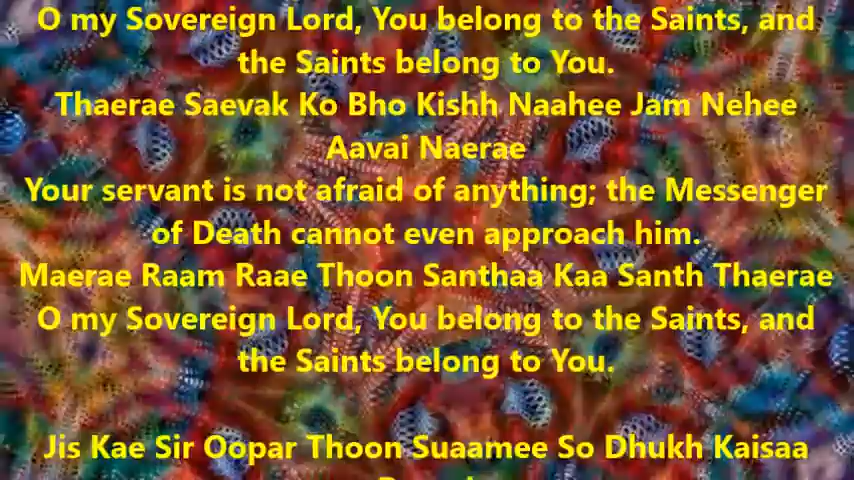 O my Sovereign Lord, You belong to the Saints, and
the Saints belong to You.
Thaerae Saevak Ko Bho Kishh Naahee Jam Nehee
Aavai Naerae
Your servant is not afraid of anything; the Messenger
of Death cannot even approach him.
Maerae Raam Raae Thoon Santhaa Kaa Santh Thaerae
O my Sovereign Lord, You belong to the Saints, and
the Saints belong to You.
Jis Kae Sir Oopar Thoon Suaamee So Dhukh Kaisaa